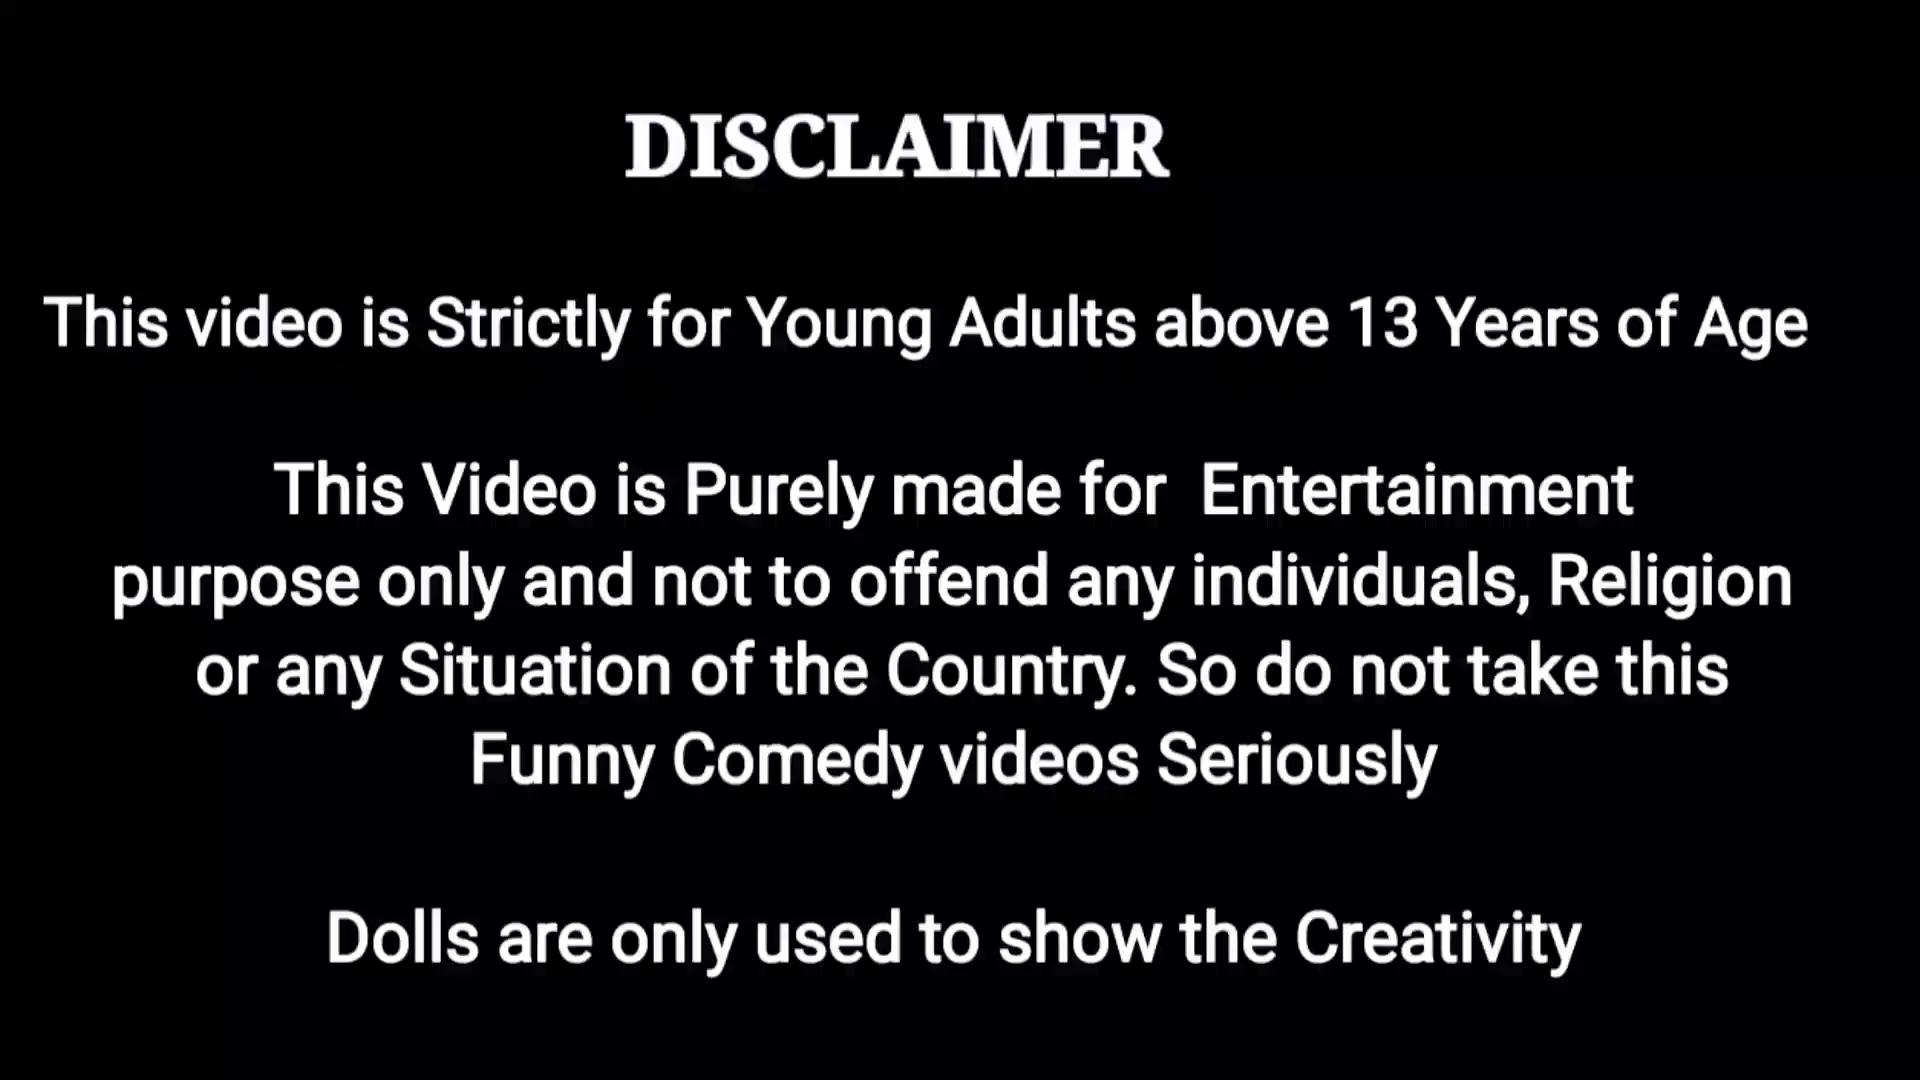 DISCLAIMER
This video is Strictly for Young Adults above 13 Years of Age
This Video is Purely made for  Entertainment
purpose only and not to offend any individuals, Religion
or any Situation of the Country. So do not take this
Funny Comedy videos Seriously
Dolls are only used to show the Creativity